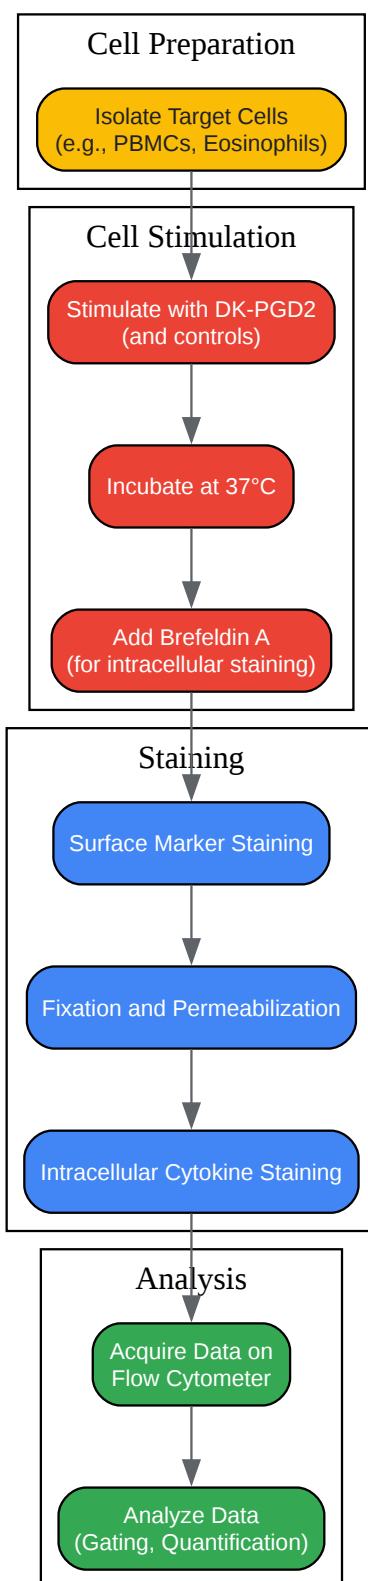 Cell Preparation
Isolate Target Cells
(e.g., PBMCs, Eosinophils)
Cell Stimulation
Stimulate with DK-PGD2
(and controls)
Incubate at 37°C
Add Brefeldin A
(for intracellular staining)
Staining
Surface Marker Staining
Fixation and Permeabilization
Intracellular Cytokine Staining
Analysis
Acquire Data on
Flow Cytometer
Analyze Data
(Gating, Quantification)